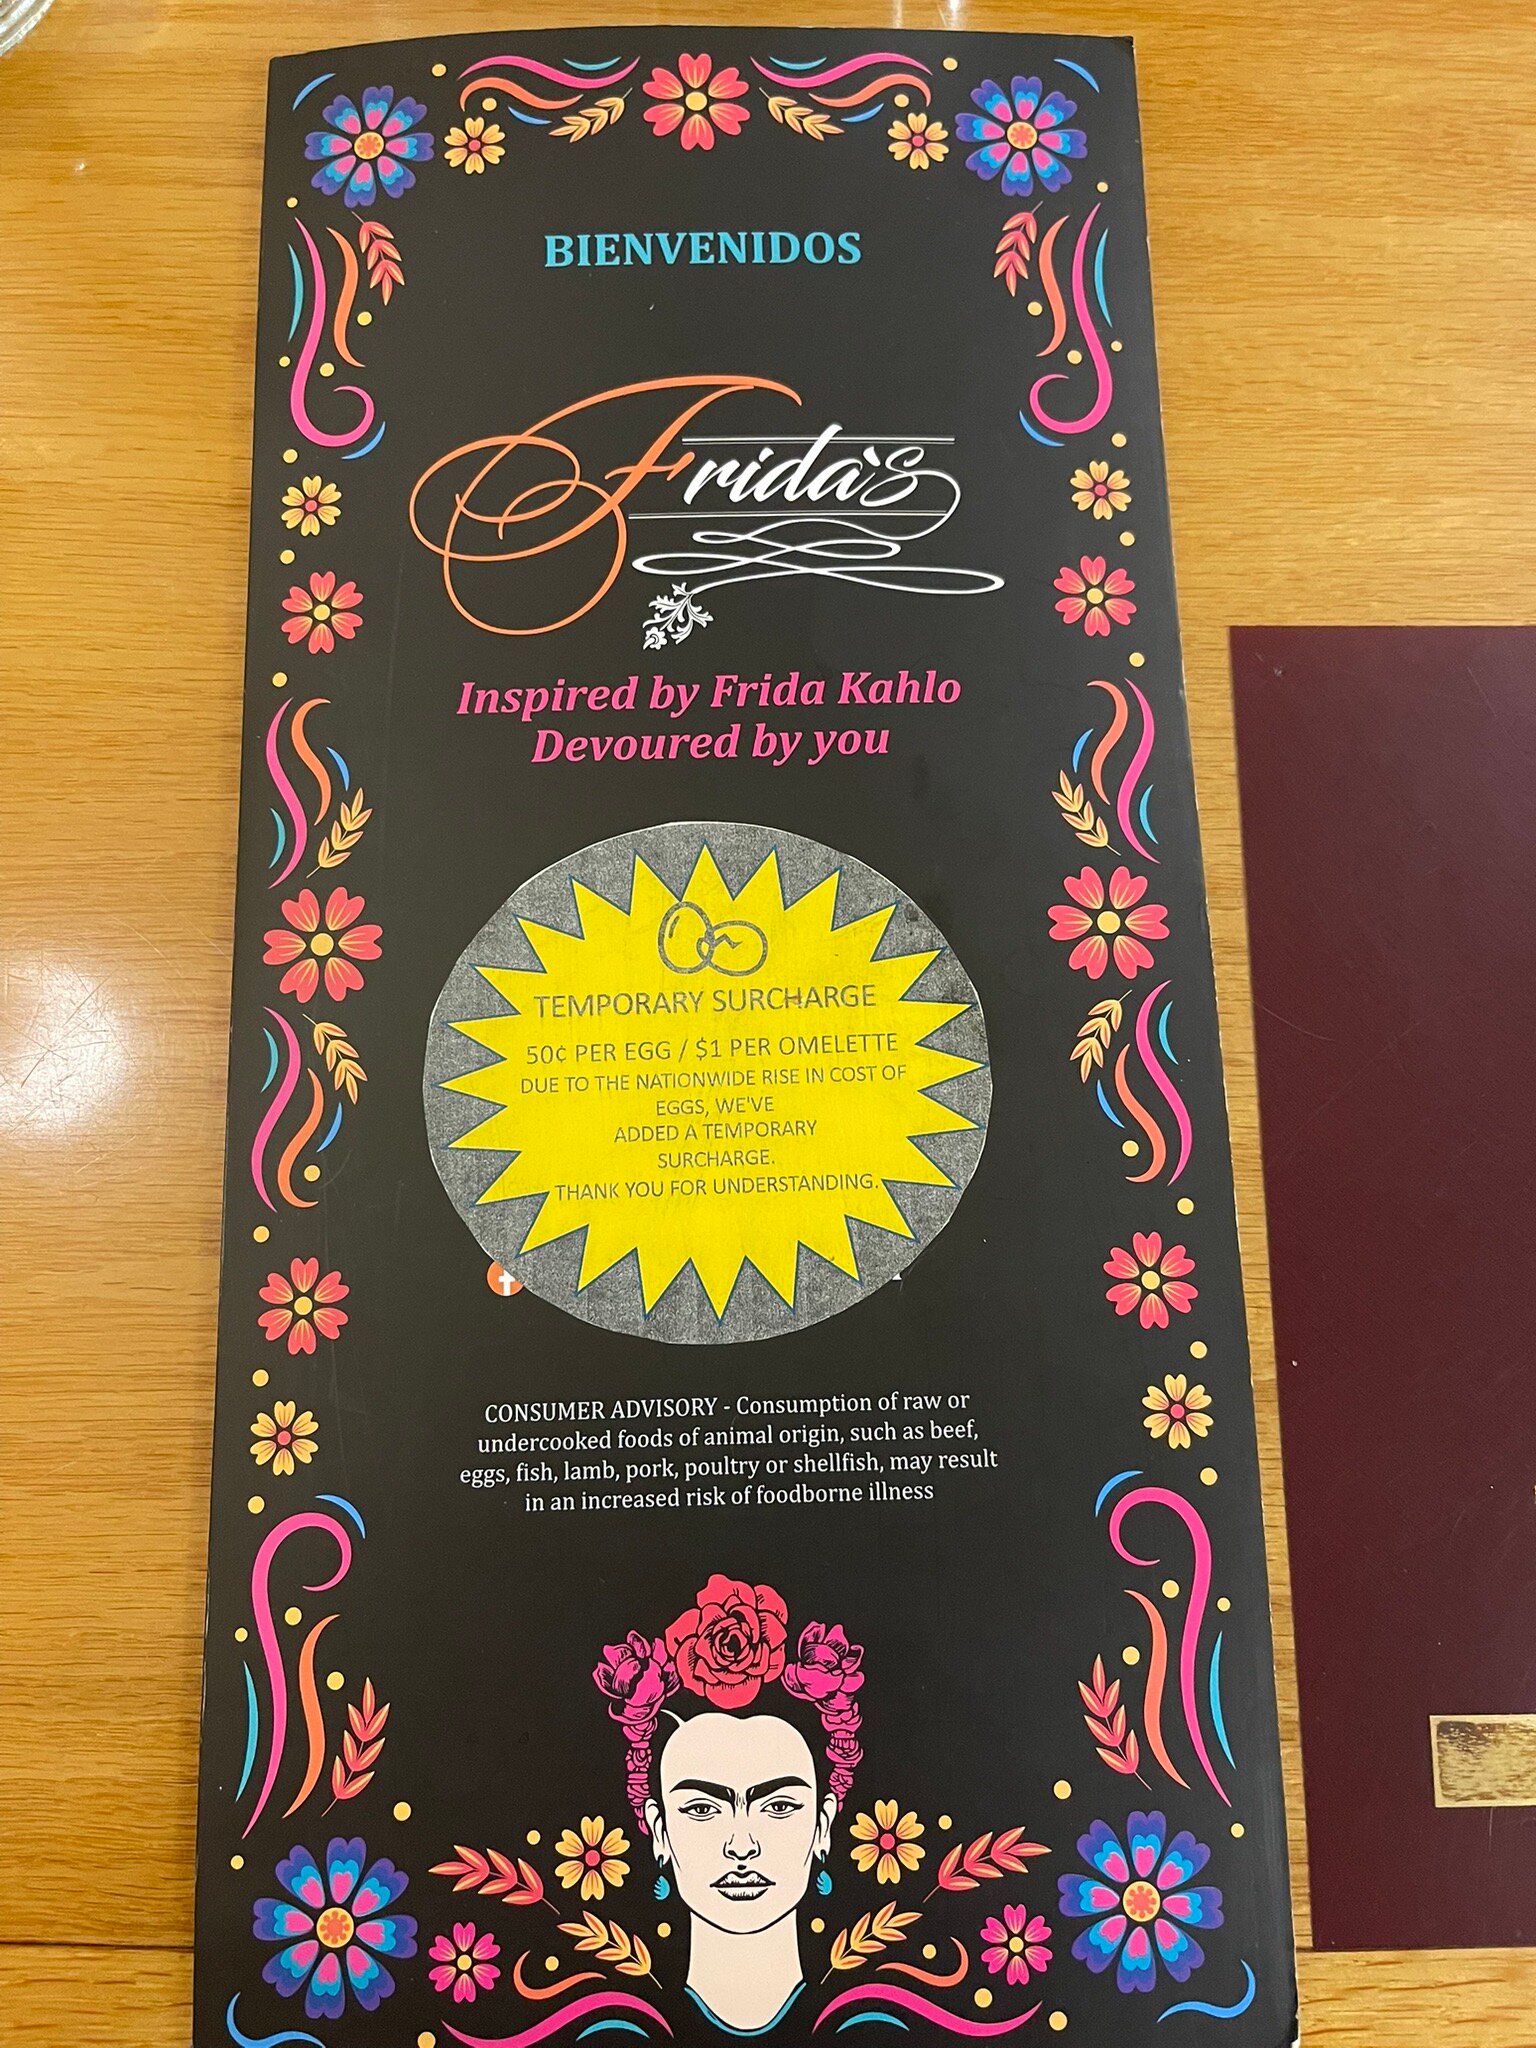 BIENVENIDOS
Frida`s
Inspired by Frida Kahlo
Devoured by you
TEMPORARY SURCHARGE
50¢ PER EGG / $1 PER OMELETTE
DUE TO THE NATIONWIDE RISE IN COST OF
EGGS, WE'VE
ADDED A TEMPORARY
SURCHARGE.
THANK YOU FOR UNDERSTANDING.
CONSUMER ADVISORY - Consumption of raw or
undercooked foods of animal origin, such as beef,
eggs, fish, lamb, pork, poultry or shellfish, may result
in an increased risk of foodborne illness